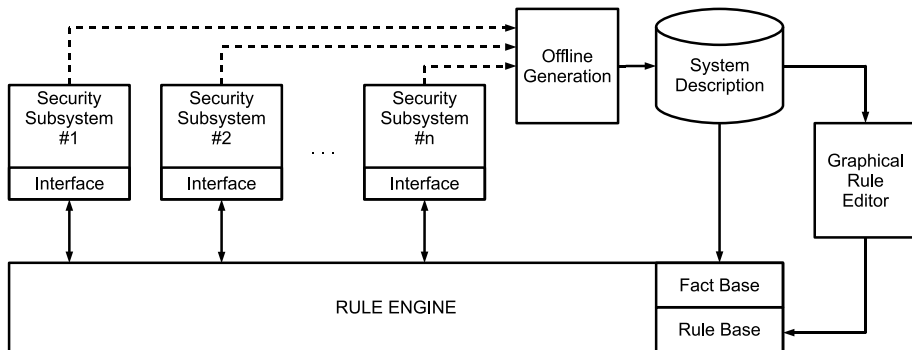 Security
Subsystem
#1
Interface
Security
Subsystem
#2
Interface
. . .
Security
Subsystem
#n
Interface
Offline
Generation
System
Description
Graphical
Rule
Editor
RULE ENGINE
Fact Base
Rule Base